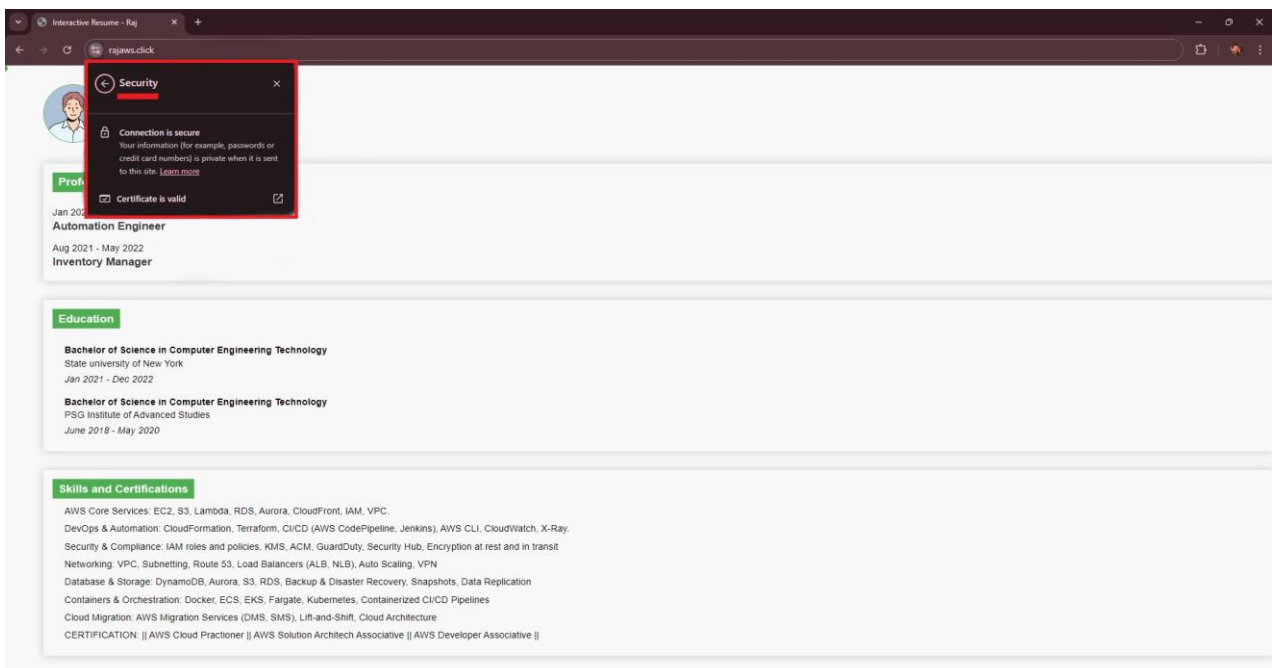 Interactive Resume - Raj
rajaws.click
Security
Connection is secure
Your information (for example, passwords or
credit card numbers) is private when it is sent
to this site. Learn more
Certificate is valid
Automation Engineer
Aug 2021 - May 2022
Inventory Manager
Education
Bachelor of Science in Computer Engineering Technology
State university of New York
Jan 2021 - Dec 2022
Bachelor of Science in Computer Engineering Technology
PSG Institute of Advanced Studies
June 2018 - May 2020
Skills and Certifications
AWS Core Services: EC2, S3, Lambda, RDS, Aurora, CloudFront, IAM, VPC.
DevOps & Automation: CloudFormation, Terraform, CI/CD (AWS CodePipeline, Jenkins), AWS CLI, CloudWatch, X-Ray.
Security & Compliance: IAM roles and policies, KMS, ACM, GuardDuty, Security Hub, Encryption at rest and in transit
Networking: VPC, Subnetting, Route 53, Load Balancers (ALB, NLB), Auto Scaling, VPN
Database & Storage: DynamoDB, Aurora, S3, RDS, Backup & Disaster Recovery, Snapshots, Data Replication
Containers & Orchestration: Docker, ECS, EKS, Fargate, Kubernetes, Containerized CI/CD Pipelines
Cloud Migration: AWS Migration Services (DMS, SMS), Lift-and-Shift, Cloud Architecture
CERTIFICATION: || AWS Cloud Practioner || AWS Solution Architech Associative || AWS Developer Associative ||